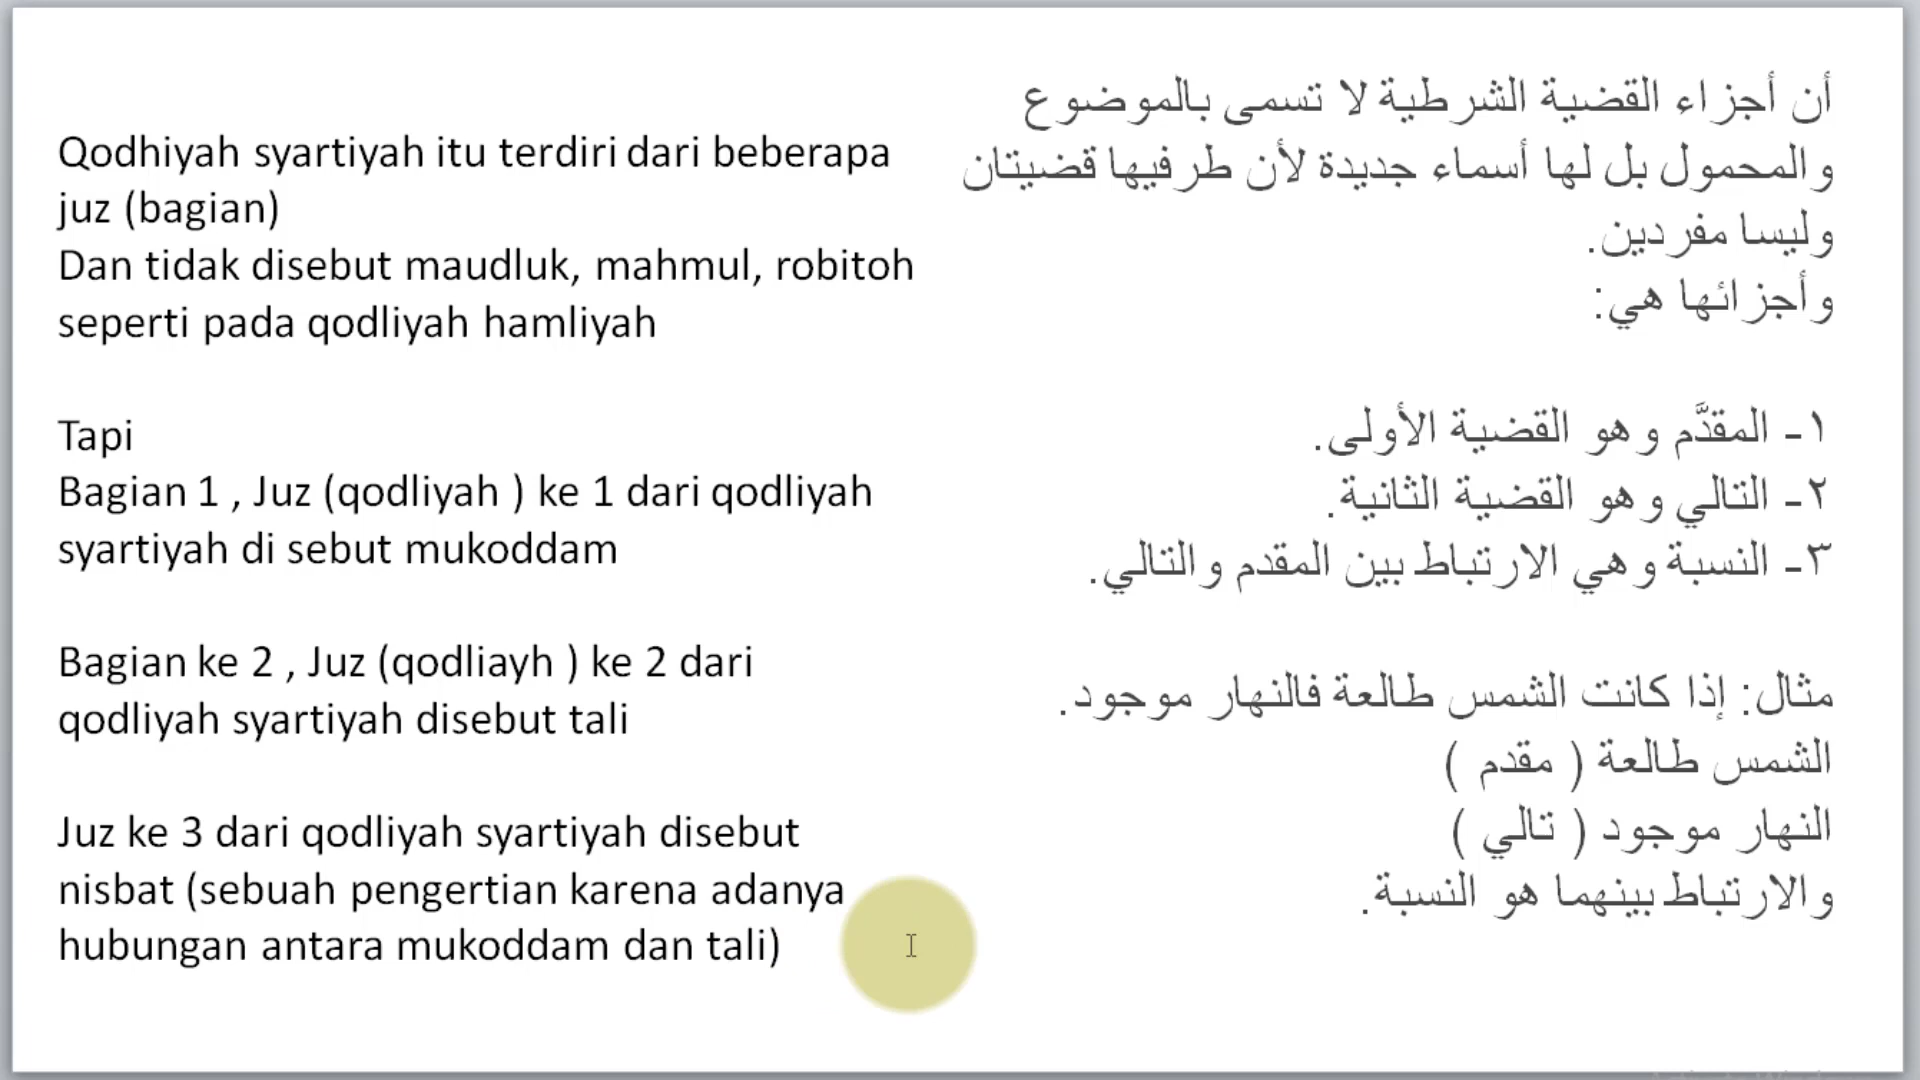 Qodhiyah syartiyah itu terdiri dari beberapa
juz (bagian)
Dan tidak disebut maudluk, mahmul, robitoh
seperti pada qodliyah hamliyah
Tapi
Bagian 1 , Juz (qodliyah ) ke 1 dari qodliyah
syartiyah di sebut mukoddam
Bagian ke 2 , Juz (qodliayh ) ke 2 dari
qodliyah syartiyah disebut tali
Juz ke 3 dari qodliyah syartiyah disebut
nisbat (sebuah pengertian karena adanya
hubungan antara mukoddam dan tali)
أن أجزاء القضية الشرطية لا تسمى بالموضوع
والمحمول بل لها أسماء جديدة لأن طرفيها قضيتان
وليسا مفردين.
وأجزائها هي:
١- المقدَّم وهو القضية الأولى.
٢- التالي وهو القضية الثانية.
٣- النسبة وهي الارتباط بين المقدم والتالي.
مثال: إذا كانت الشمس طالعة فالنهار موجود.
الشمس طالعة ( مقدم )
النهار موجود ( تالي )
والارتباط بينهما هو النسبة.